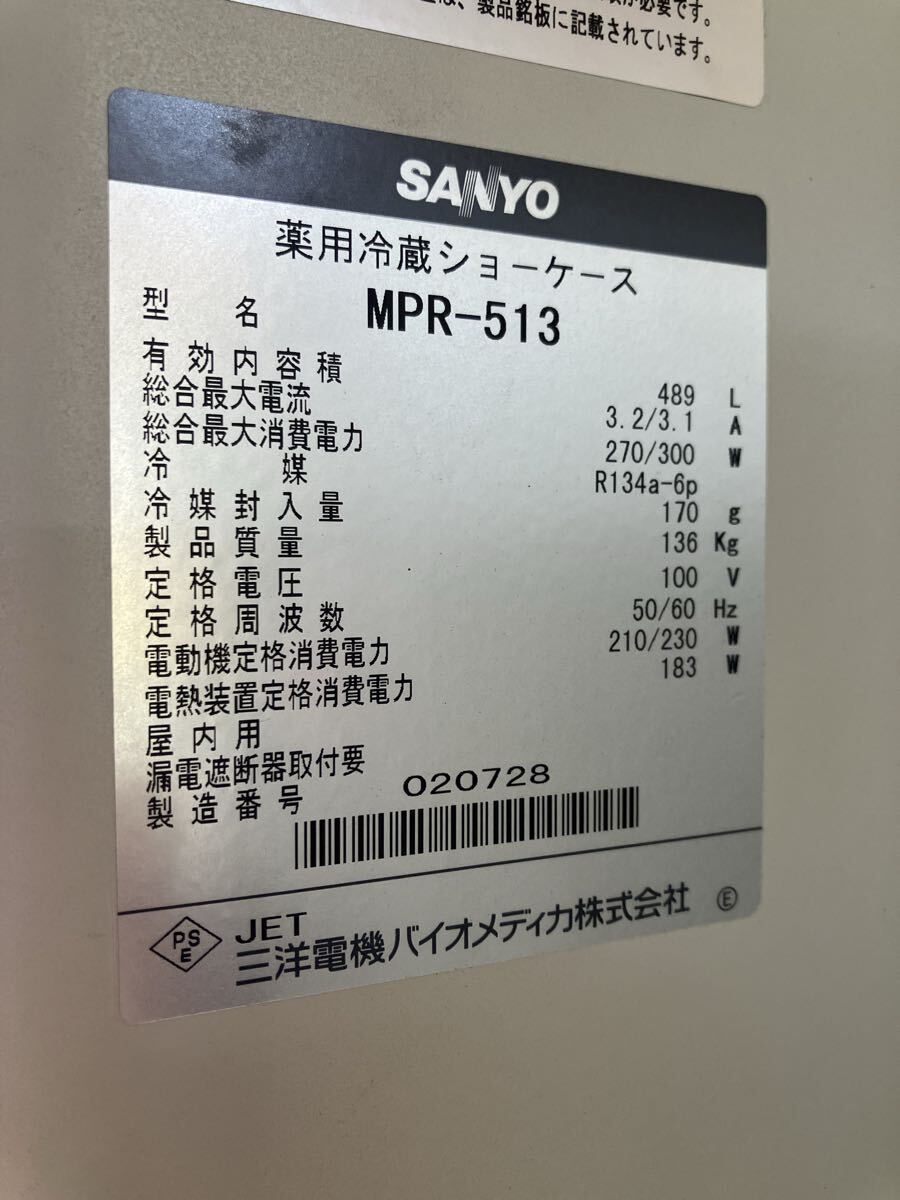 が必要です。
は、製品銘板に記載されています。
SANYO
薬用冷蔵ショーケース
型名 MPR-513
有効内容積 489 L
総合最大電流 3.2/3.1 A
総合最大消費電力 270/300 W
冷媒 R134a-6p
冷媒封入量 170 g
製品質量 136 Kg
定格電圧 100 V
定格周波数 50/60 Hz
電動機定格消費電力 210/230 W
電熱装置定格消費電力 183 W
屋内用
漏電遮断器取付要
製造番号 020728
PS E JET
三洋電機バイオメディカ株式会社 Ⓔ